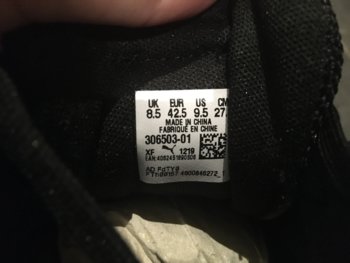 UK EUR US CM
8.5 42.5 9.5 27
MADE IN CHINA
FABRIQUÉ EN CHINE
306503-01
XF 1219